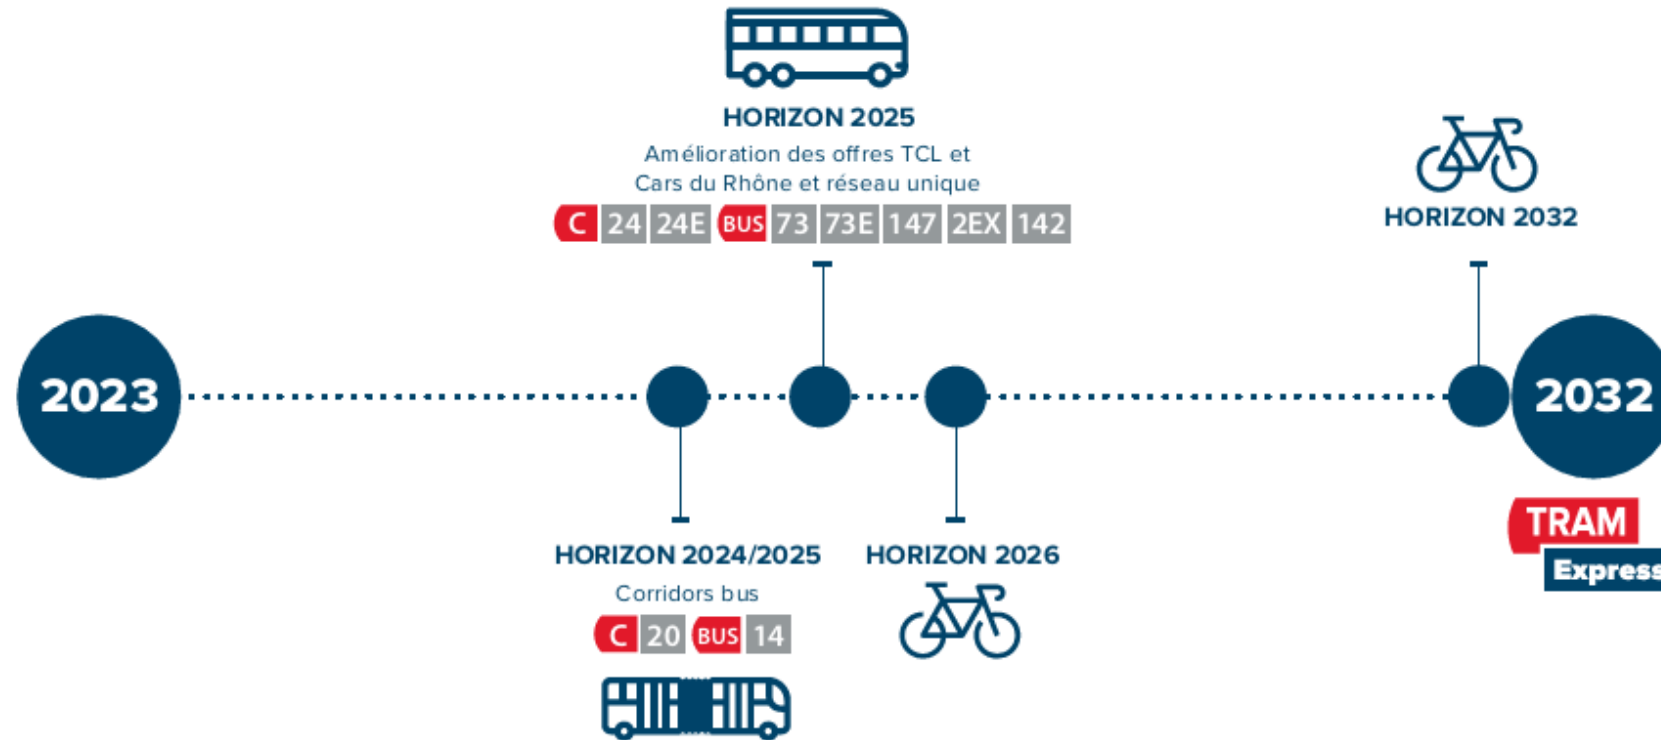 HORIZON 2025
Amélioration des offres TCL et
Cars du Rhône et réseau unique
C 24 24E BUS 73 73E 147 2EX 142
HORIZON 2032
2023
2032
HORIZON 2024/2025
Corridors bus
C 20 BUS 14
HORIZON 2026
TRAM
Express